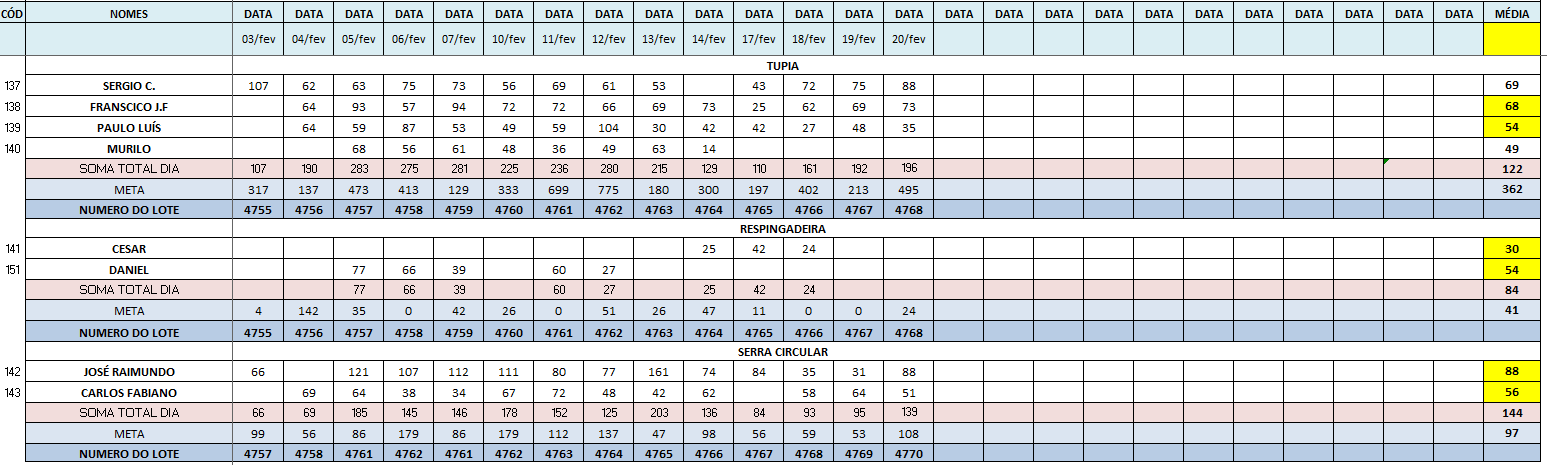 CÓD NOMES DATA DATA DATA DATA DATA DATA DATA DATA DATA DATA DATA DATA DATA DATA DATA DATA DATA DATA DATA DATA DATA DATA DATA DATA DATA MÉDIA
03/fev 04/fev 05/fev 06/fev 07/fev 10/fev 11/fev 12/fev 13/fev 14/fev 17/fev 18/fev 19/fev 20/fev
TUPIA
137 SERGIO C. 107 62 63 75 73 56 69 61 53 43 72 75 88 69
138 FRANSCICO J.F 64 93 57 94 72 72 66 69 73 25 62 69 73 68
139 PAULO LUÍS 64 59 87 53 49 59 104 30 42 42 27 48 35 54
140 MURILO 68 56 61 48 36 49 63 14 49
SOMA TOTAL DIA 107 190 283 275 281 225 236 280 215 129 110 161 192 196 122
META 317 137 473 413 129 333 699 775 180 300 197 402 213 495 362
NUMERO DO LOTE 4755 4756 4757 4758 4759 4760 4761 4762 4763 4764 4765 4766 4767 4768
RESPINGADEIRA
141 CESAR 25 42 24 30
151 DANIEL 77 66 39 60 27 54
SOMA TOTAL DIA 77 66 39 60 27 25 42 24 84
META 4 142 35 0 42 26 0 51 26 47 11 0 0 24 41
NUMERO DO LOTE 4755 4756 4757 4758 4759 4760 4761 4762 4763 4764 4765 4766 4767 4768
SERRA CIRCULAR
142 JOSÉ RAIMUNDO 66 121 107 112 111 80 77 161 74 84 35 31 88 88
143 CARLOS FABIANO 69 64 38 34 67 72 48 42 62 58 64 51 56
SOMA TOTAL DIA 66 69 185 145 146 178 152 125 203 136 84 93 95 139 144
META 99 56 86 179 86 179 112 137 47 98 56 59 53 108 97
NUMERO DO LOTE 4757 4758 4761 4762 4761 4762 4763 4764 4765 4766 4767 4768 4769 4770